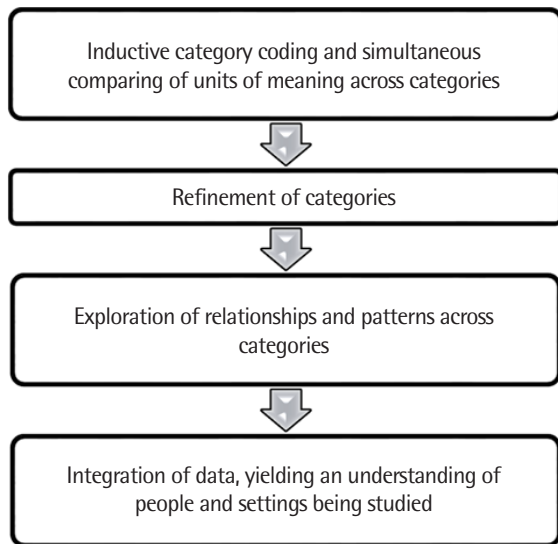 Inductive category coding and simultaneous
comparing of units of meaning across categories
Refinement of categories
Exploration of relationships and patterns across
categories
Integration of data, yielding an understanding of
people and settings being studied